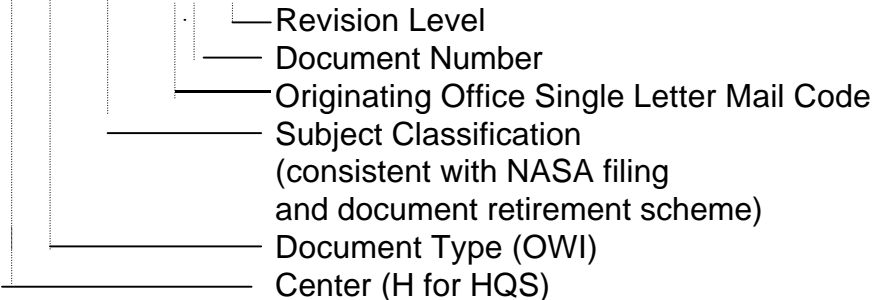 Revision Level
Document Number
Originating Office Single Letter Mail Code
Subject Classification
(consistent with NASA filing
and document retirement scheme)
Document Type (OWI)
Center (H for HQS)